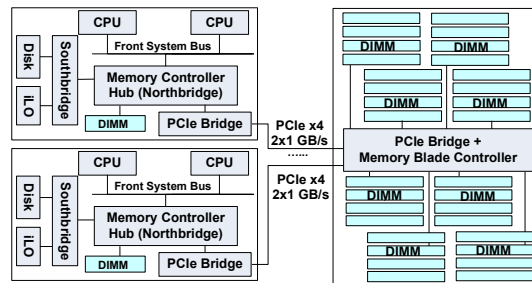 CPU
CPU
Front System Bus
Disk
iLO
Southbridge
Memory Controller
Hub (Northbridge)
DIMM
PCIe Bridge
PCIe x4
2x1 GB/s
......
CPU
CPU
Front System Bus
Disk
iLO
Southbridge
Memory Controller
Hub (Northbridge)
DIMM
PCIe Bridge
PCIe x4
2x1 GB/s
DIMM
DIMM
DIMM
DIMM
PCIe Bridge +
Memory Blade Controller
DIMM
DIMM
DIMM
DIMM